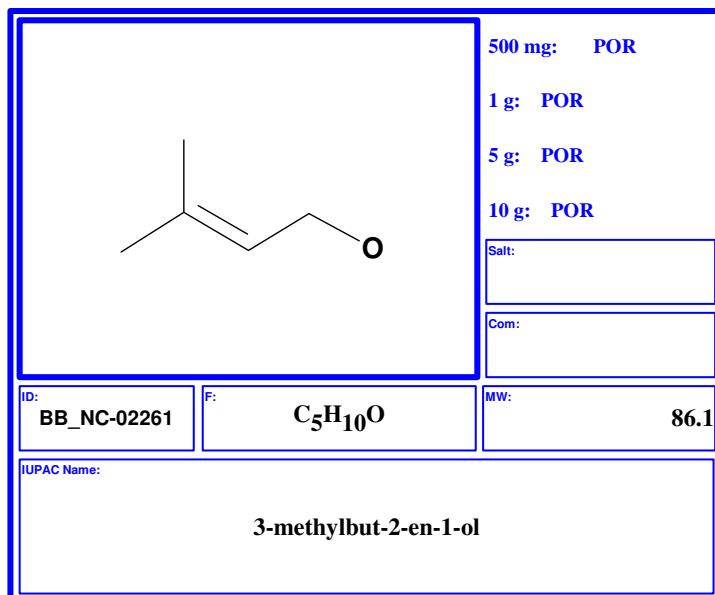 500 mg: POR
1 g: POR
5 g: POR
10 g: POR
O
Salt:
Com:
ID:
BB_NC-02261
F:
C5H10O
MW:
86.1
IUPAC Name:
3-methylbut-2-en-1-ol